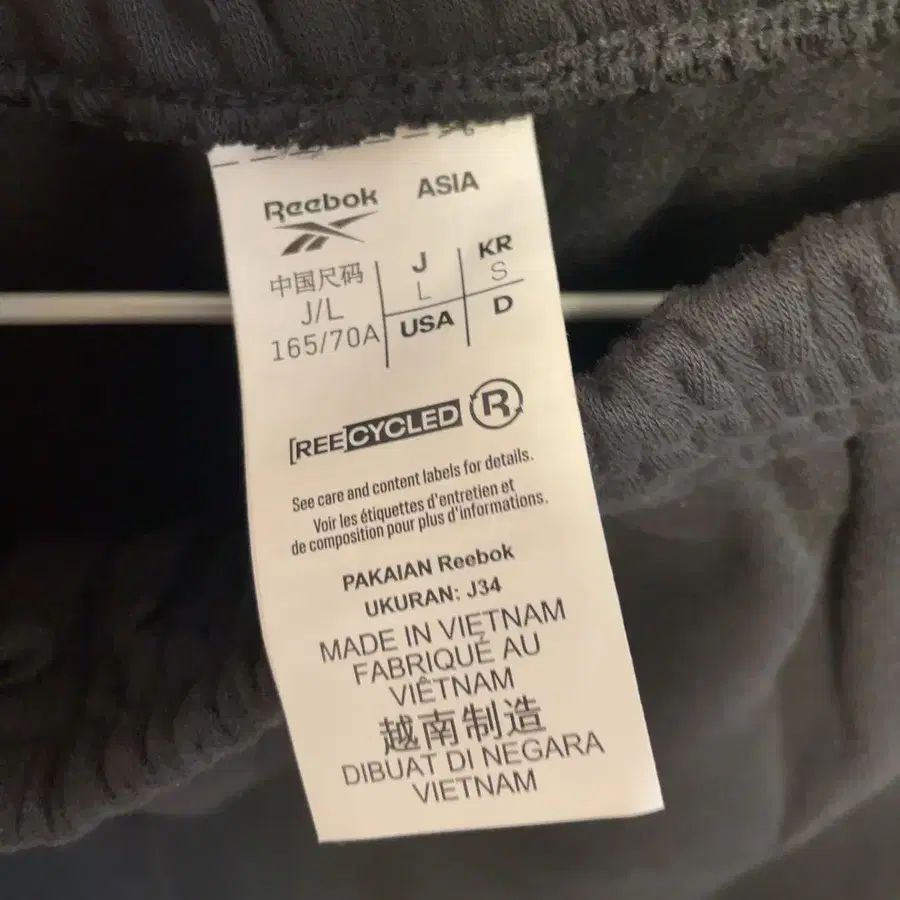 Reebok ASIA
中国尺码
J/L
165/70A
J
L
KR
S
USA
D
[REE]CYCLED R
See care and content labels for details.
Voir les étiquettes d'entretien et
de composition pour plus d'informations.
PAKAIAN Reebok
UKURAN: J34
MADE IN VIETNAM
FABRIQUÉ AU
VIÊTNAM
越南制造
DIBUAT DI NEGARA
VIETNAM